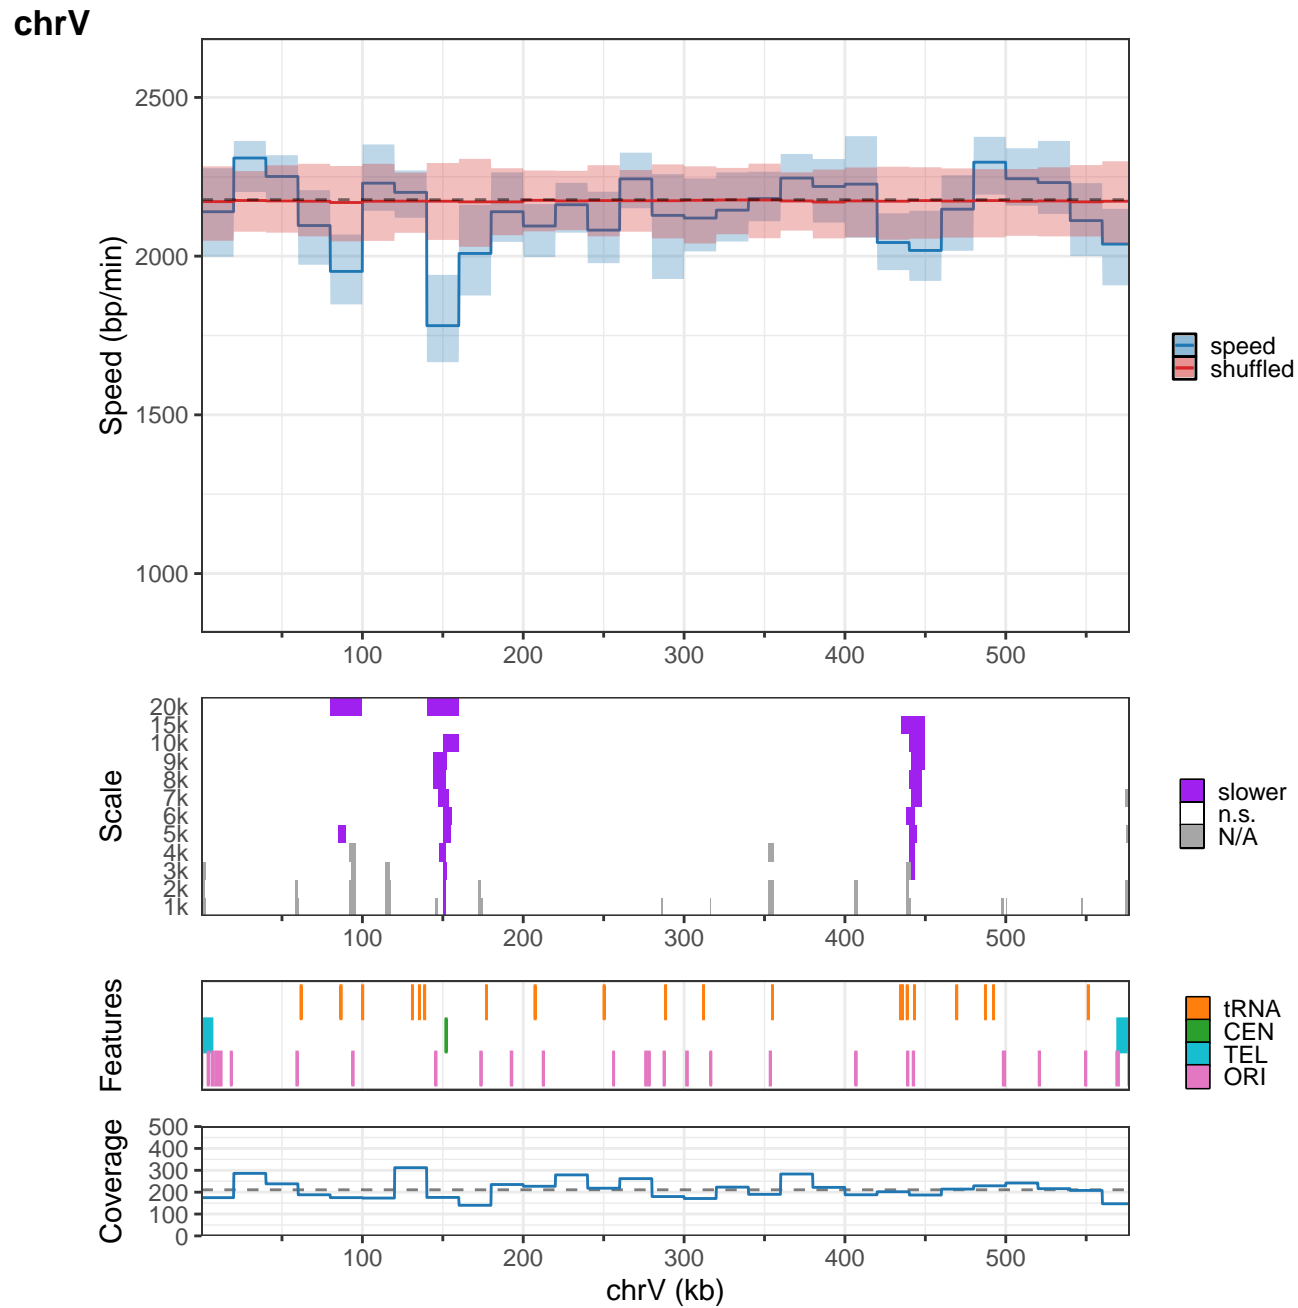 chrV
Speed (bp/min)
2500
2000
1500
1000
100 200 300 400 500
speed
shuffled
Scale
20k
15k
10k
9k
8k
7k
6k
5k
4k
3k
2k
1k
100 200 300 400 500
slower
n.s.
N/A
Features
tRNA
CEN
TEL
ORI
Coverage
500
400
300
200
100
0
100 200 300 400 500
chrV (kb)